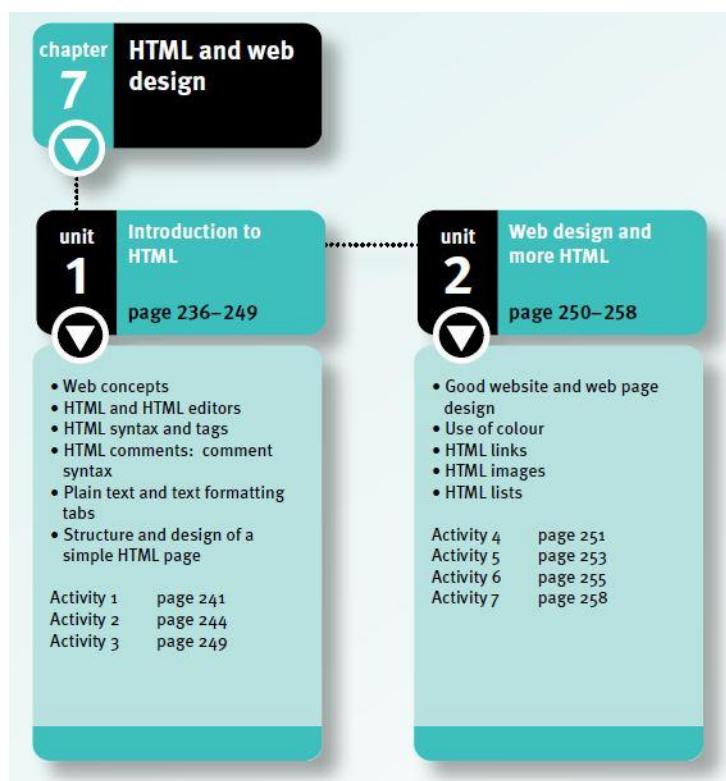 chapter
7
HTML and web
design
unit
1
Introduction to
HTML
page 236–249
• Web concepts
• HTML and HTML editors
• HTML syntax and tags
• HTML comments: comment
syntax
• Plain text and text formatting
tabs
• Structure and design of a
simple HTML page
Activity 1 page 241
Activity 2 page 244
Activity 3 page 249
unit
2
Web design and
more HTML
page 250–258
• Good website and web page
design
• Use of colour
• HTML links
• HTML images
• HTML lists
Activity 4 page 251
Activity 5 page 253
Activity 6 page 255
Activity 7 page 258